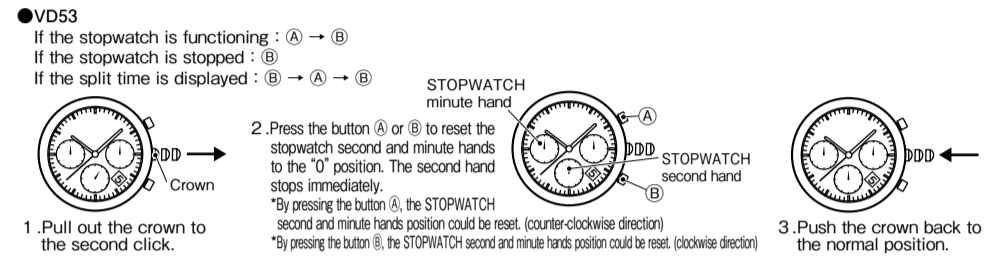 ●VD53
If the stopwatch is functioning : Ⓐ → Ⓑ
If the stopwatch is stopped : Ⓑ
If the split time is displayed : Ⓑ → Ⓐ → Ⓑ
Crown
1.Pull out the crown to
the second click.
2.Press the button Ⓐ or Ⓑ to reset the
stopwatch second and minute hands
to the "0" position. The second hand
stops immediately.
*By pressing the button Ⓐ, the STOPWATCH
second and minute hands position could be reset. (counter-clockwise direction)
*By pressing the button Ⓑ, the STOPWATCH second and minute hands position could be reset. (clockwise direction)
STOPWATCH
minute hand
Ⓐ
STOPWATCH
second hand
Ⓑ
3.Push the crown back to
the normal position.